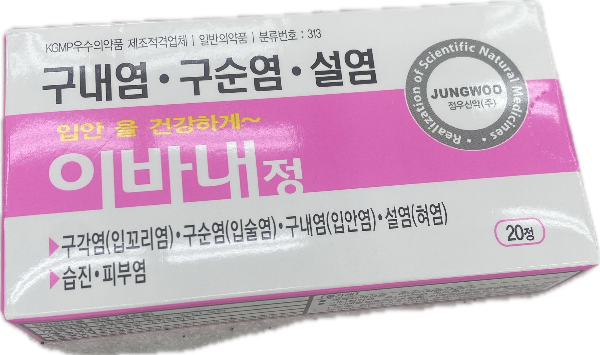 KGMP우수의약품 제조적격업체 | 일반의약품 | 분류번호 : 313
구내염·구순염·설염
입안을 건강하게~
이바내정
▶구각염(입꼬리염)·구순염(입술염)·구내염(입안염)·설염(혀염)
▶습진·피부염
20정
Realization of Scientific Natural Medicines
JUNGWOO
정우신약(주)